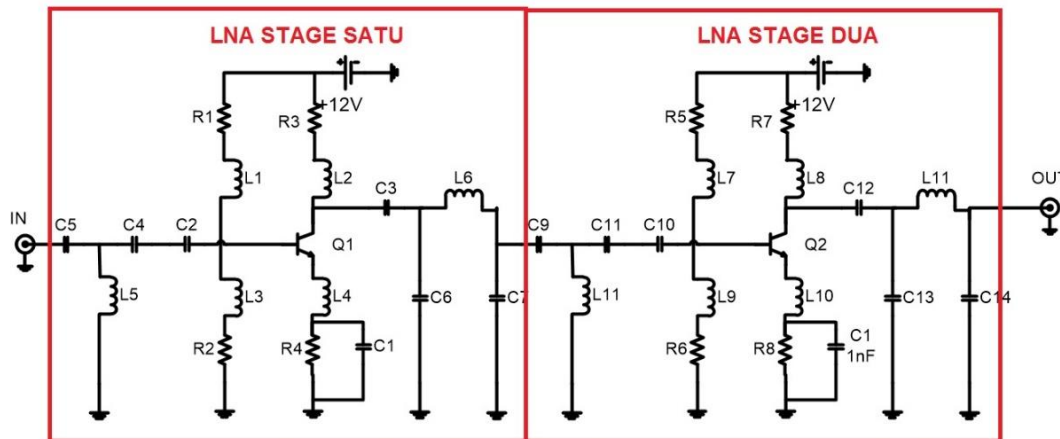 LNA STAGE SATU
LNA STAGE DUA
R1
R3
+
-
+12V
L1
L2
C3
L6
IN
C5
C4
C2
Q1
L5
L3
L4
C6
C7
R2
R4
C1
R5
R7
+
-
+12V
L7
L8
C12
L11
OUT
C9
C11
C10
Q2
L11
L9
L10
C13
C14
R6
R8
C1
1nF